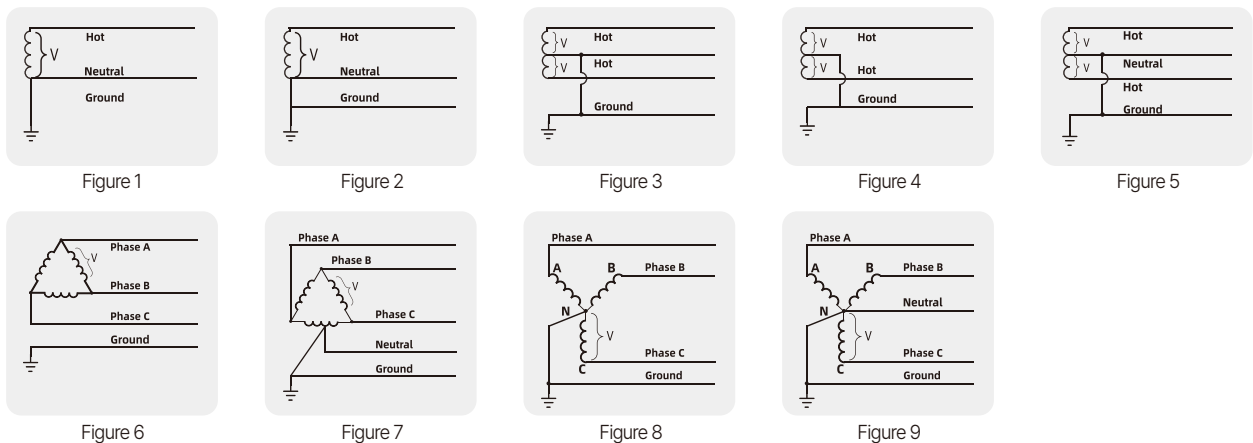 Hot
V
Neutral
Ground
Figure 1
Hot
V
Neutral
Ground
Figure 2
V
Hot
V
Hot
Ground
Figure 3
V
Hot
V
Hot
Ground
Figure 4
V
Hot
V
Neutral
Hot
Ground
Figure 5
Phase A
V
Phase B
Phase C
Ground
Figure 6
Phase A
Phase B
V
Phase C
Neutral
Ground
Figure 7
Phase A
A
B
Phase B
N
V
Phase C
C
Ground
Figure 8
Phase A
A
B
Phase B
N
Neutral
V
Phase C
C
Ground
Figure 9